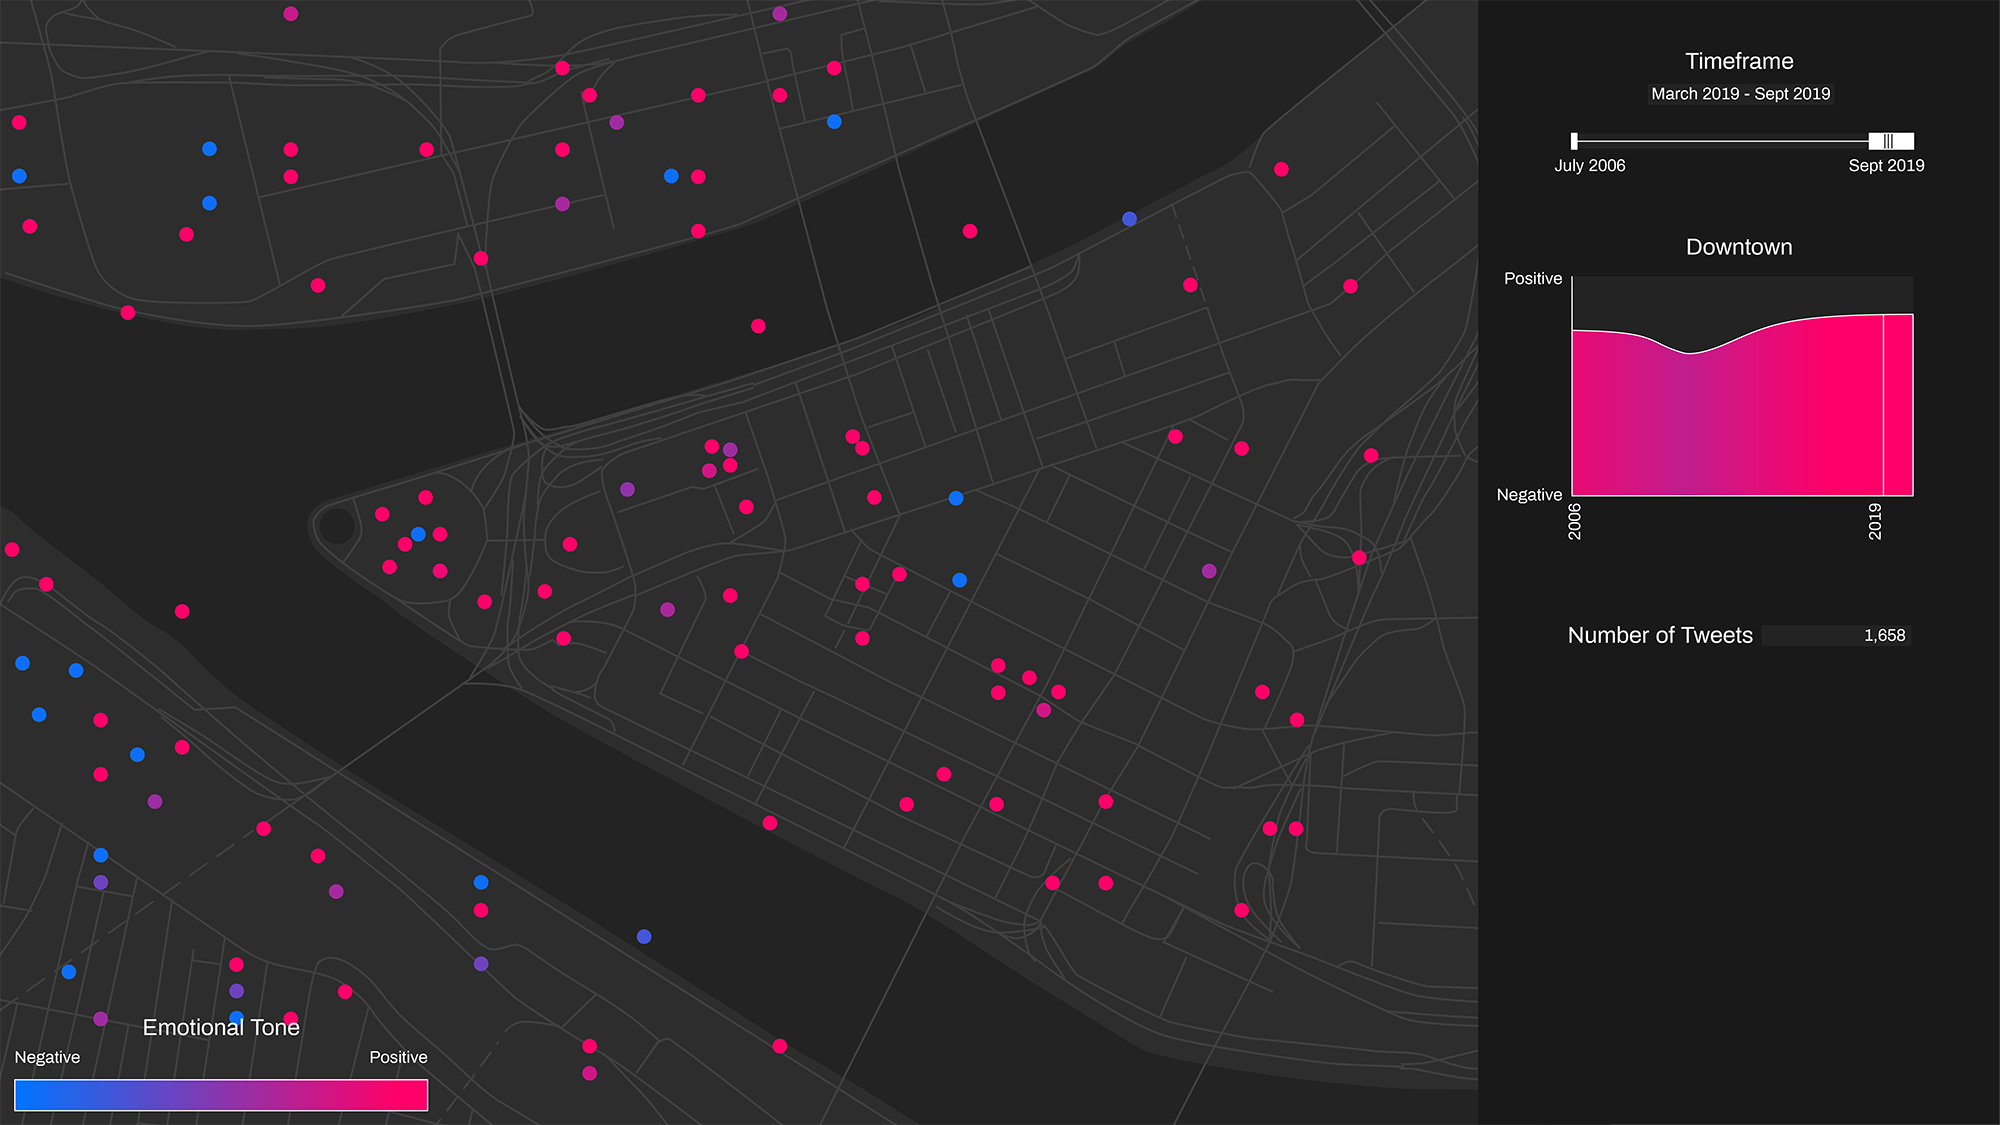 Timeframe
March 2019 - Sept 2019
July 2006
Sept 2019
Downtown
Positive
Negative
2006
2019
Number of Tweets 1,658
Emotional Tone
Negative
Positive